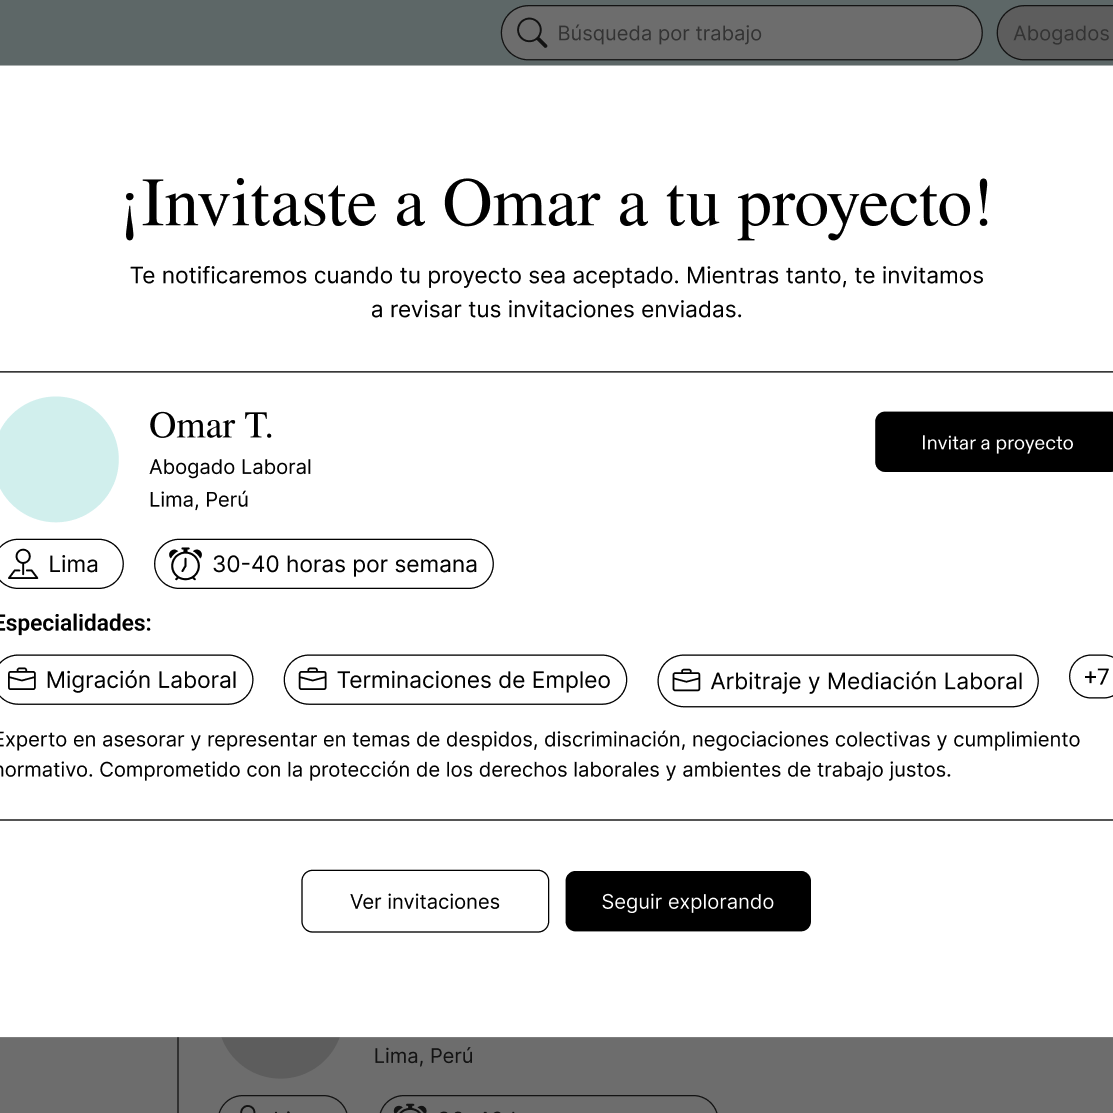 Búsqueda por trabajo
Abogados
¡Invitaste a Omar a tu proyecto!
Te notificaremos cuando tu proyecto sea aceptado. Mientras tanto, te invitamos
a revisar tus invitaciones enviadas.
Omar T.
Abogado Laboral
Lima, Perú
Invitar a proyecto
Lima
30-40 horas por semana
Especialidades:
Migración Laboral
Terminaciones de Empleo
Arbitraje y Mediación Laboral
+7
Experto en asesorar y representar en temas de despidos, discriminación, negociaciones colectivas y cumplimiento
normativo. Comprometido con la protección de los derechos laborales y ambientes de trabajo justos.
Ver invitaciones
Seguir explorando
Lima, Perú